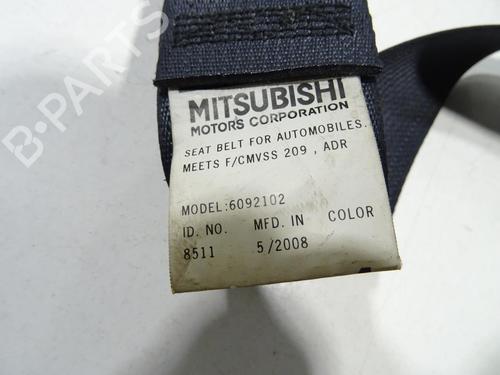 MITSUBISHI
MOTORS CORPORATION
SEAT BELT FOR AUTOMOBILES.
MEETS F/CMVSS 209 , ADR
MODEL:6092102
ID. NO. MFD. IN COLOR
8511 5/2008
B-PARTS